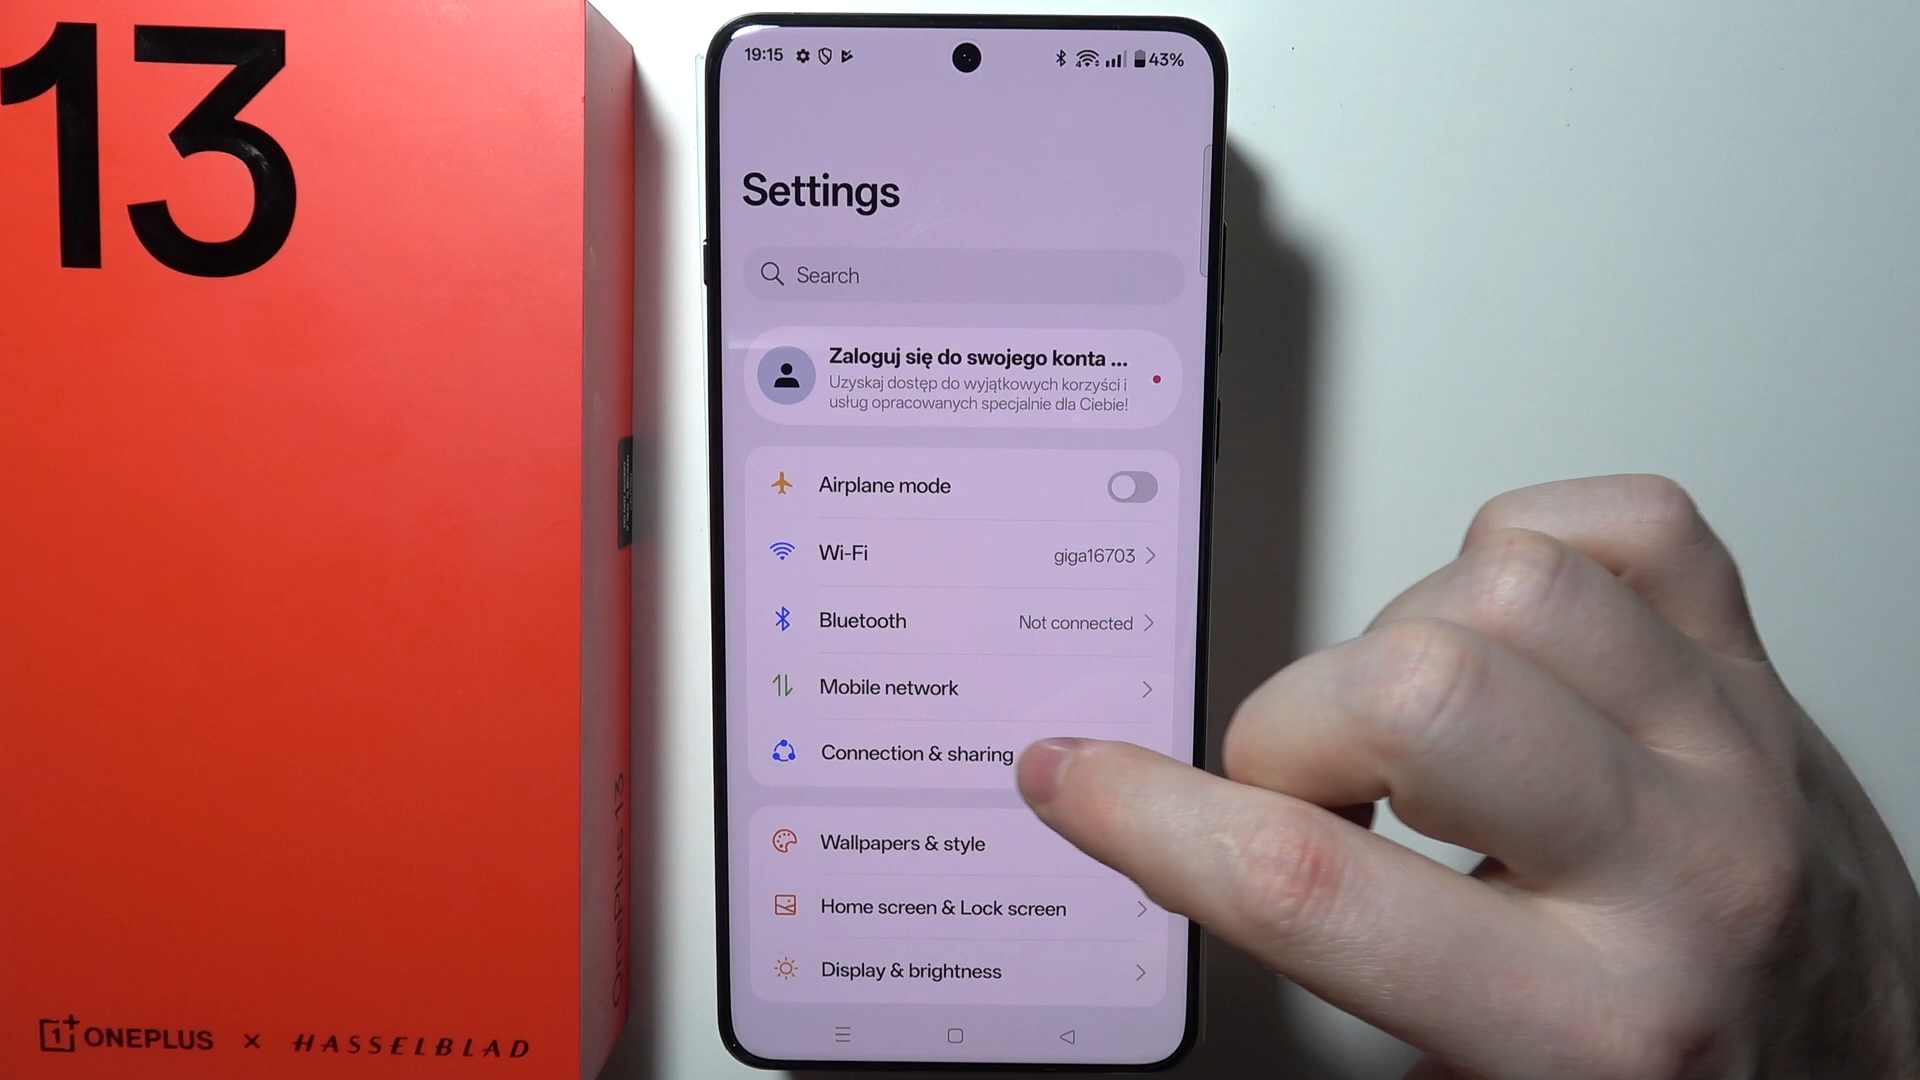 13
19:15
43%
Settings
Search
Zaloguj się do swojego konta ...
Uzyskaj dostęp do wyjątkowych korzyści i
usług opracowanych specjalnie dla Ciebie!
Airplane mode
Wi-Fi giga16703
Bluetooth Not connected
Mobile network
Connection & sharing
Wallpapers & style
Home screen & Lock screen
Display & brightness
OnePlus 13
ONEPLUS × HASSELBLAD